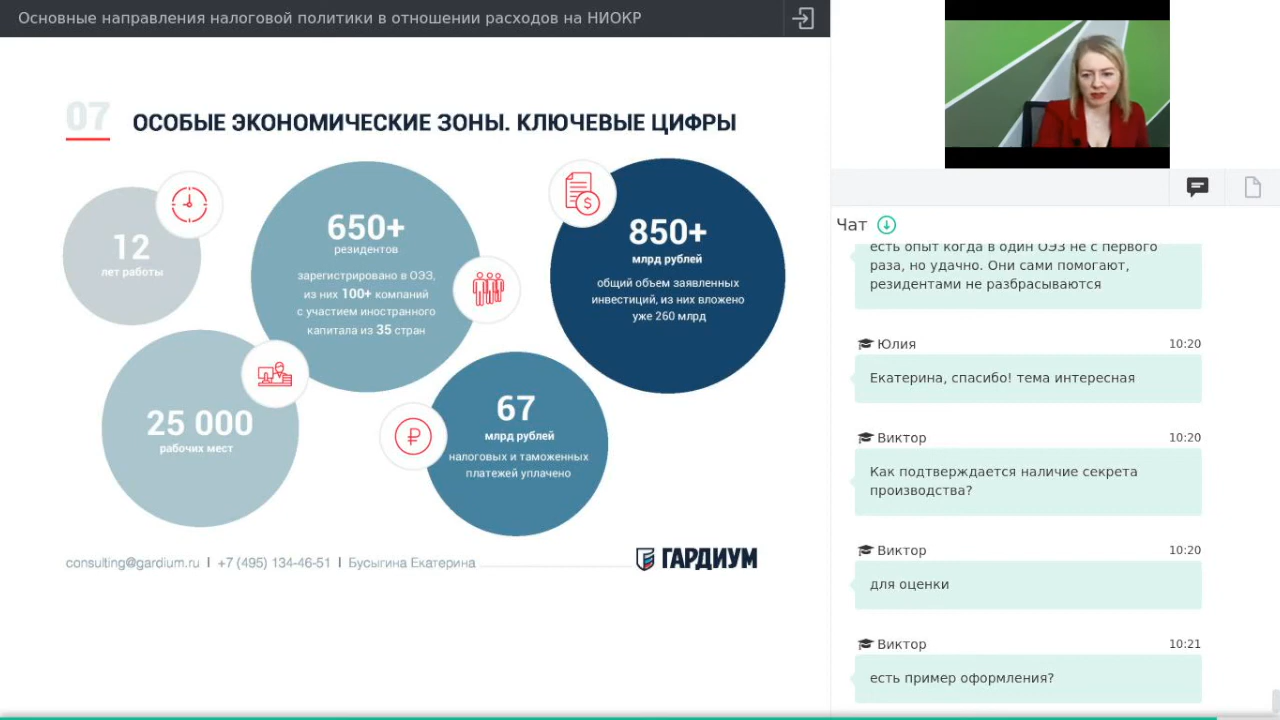 Основные направления налоговой политики в отношении расходов на НИОКР
07
ОСОБЫЕ ЭКОНОМИЧЕСКИЕ ЗОНЫ. КЛЮЧЕВЫЕ ЦИФРЫ
12
лет работы
650+
резидентов
зарегистрировано в ОЭЗ,
из них 100+ компаний
с участием иностранного
капитала из 35 стран
850+
млрд рублей
общий объем заявленных
инвестиций, из них вложено
уже 260 млрд
25 000
рабочих мест
67
млрд рублей
налоговых и таможенных
платежей уплачено
consulting@gardium.ru | +7 (495) 134-46-51 | Бусыгина Екатерина
ГАРДИУМ
Чат
есть опыт когда в один ОЭЗ не с первого
раза, но удачно. Они сами помогают,
резидентами не разбрасываются
Юлия 10:20
Екатерина, спасибо! тема интересная
Виктор 10:20
Как подтверждается наличие секрета
производства?
Виктор 10:20
для оценки
Виктор 10:21
есть пример оформления?